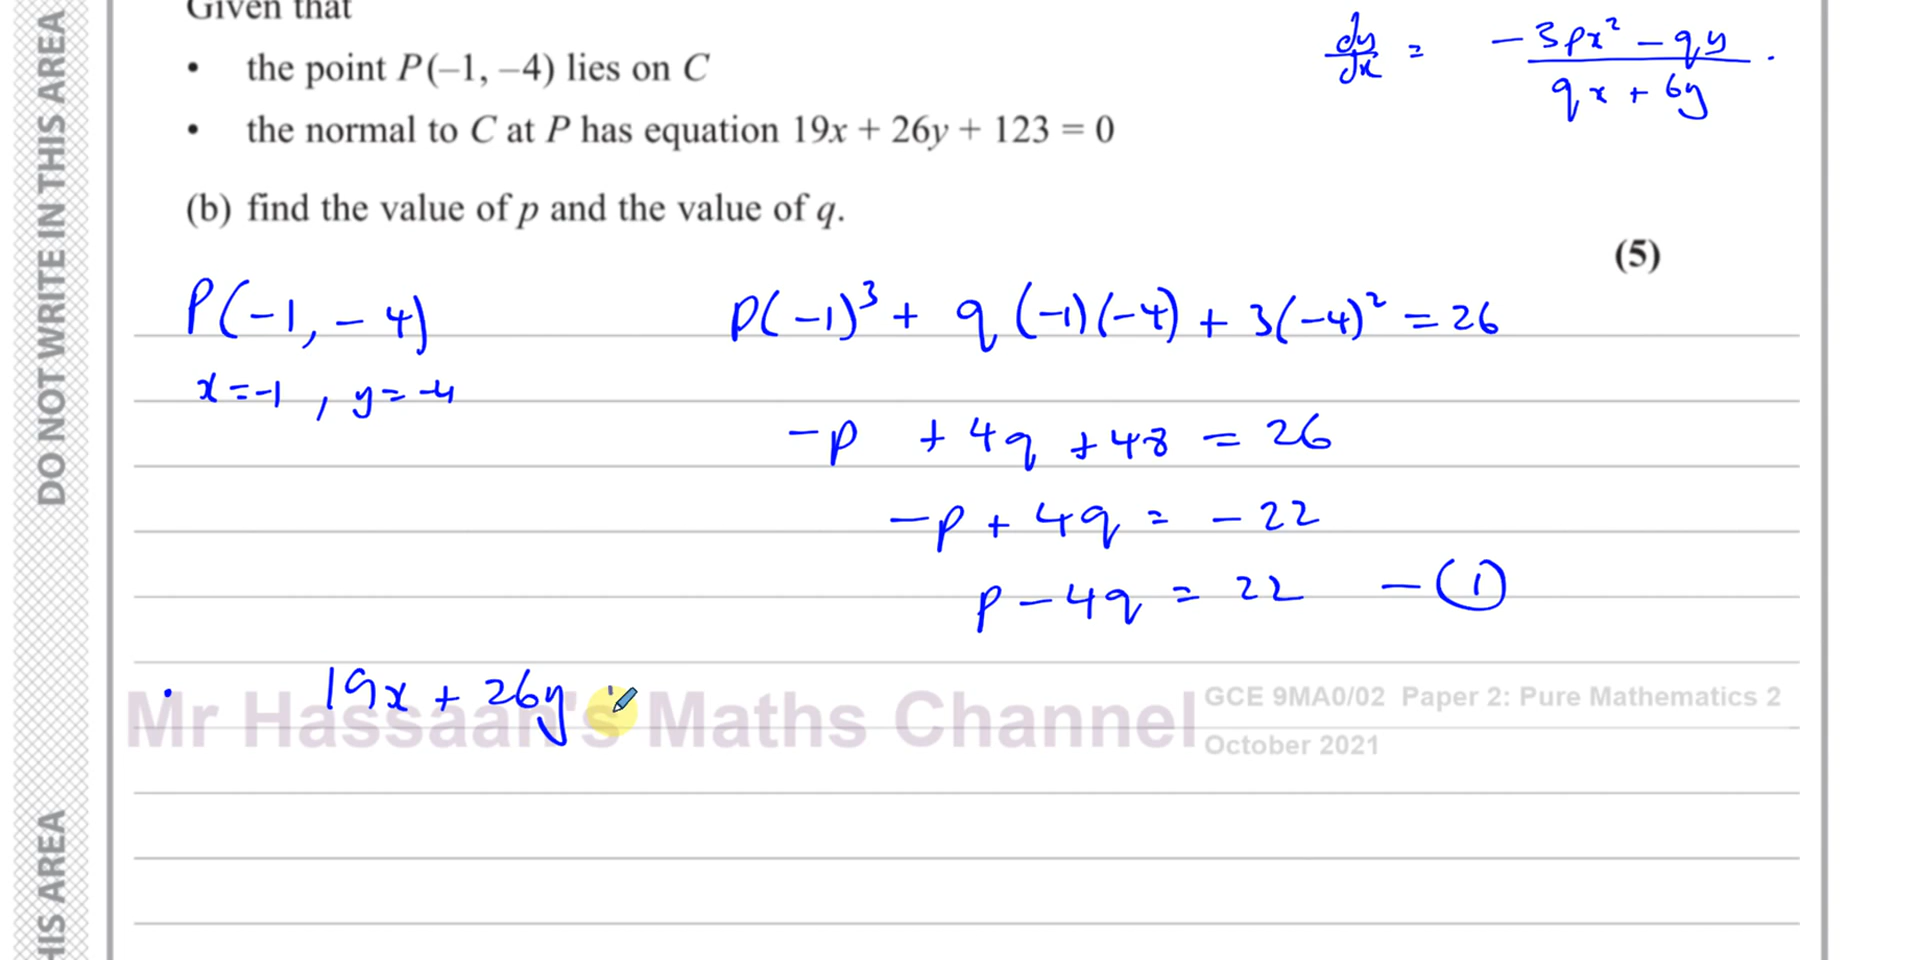 Given that
dy/dx = (-3px² - qy)/(qx + 6y).
• the point P(–1, –4) lies on C
• the normal to C at P has equation 19x + 26y + 123 = 0
(b) find the value of p and the value of q.
(5)
P(-1, -4)
x = -1, y = -4
p(-1)³ + q(-1)(-4) + 3(-4)² = 26
-p + 4q + 48 = 26
-p + 4q = -22
p - 4q = 22 - ①
• 19x + 26y
Mr Hassaan's Maths Channel
GCE 9MA0/02 Paper 2: Pure Mathematics 2
October 2021
DO NOT WRITE IN THIS AREA
HIS AREA